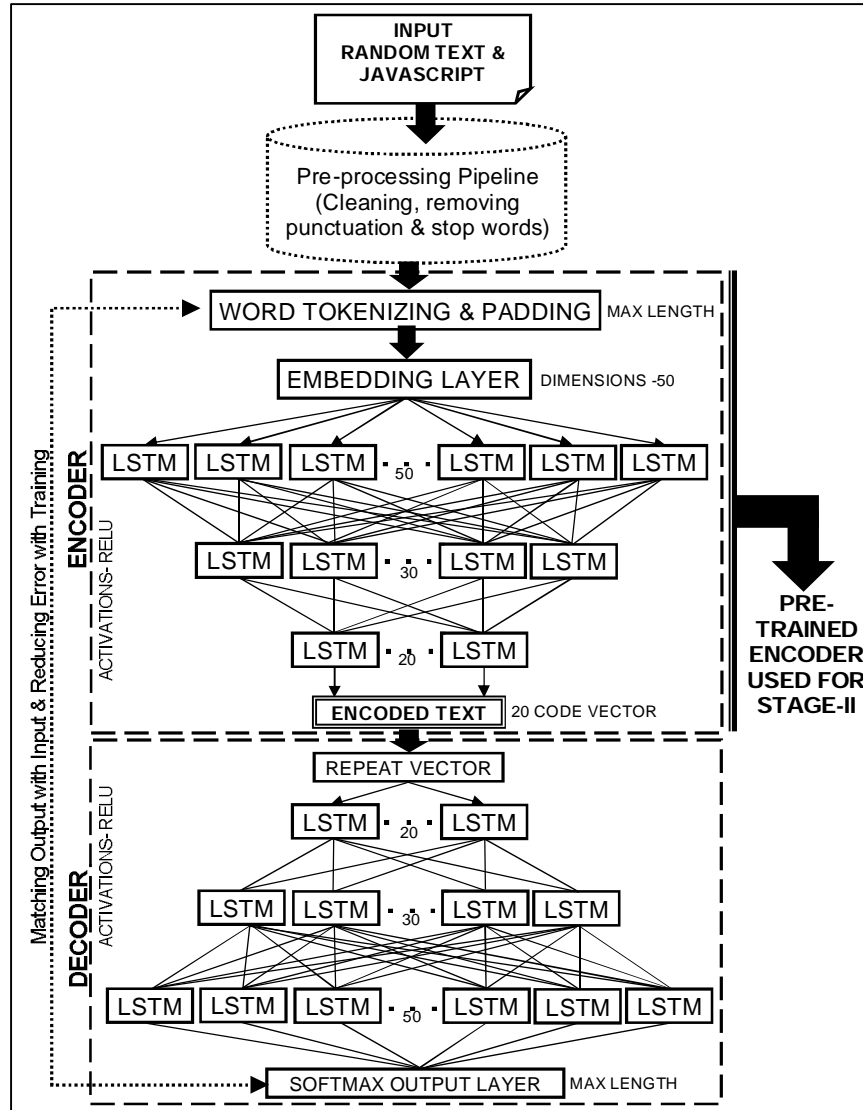 INPUT
RANDOM TEXT &
JAVASCRIPT
Pre-processing Pipeline
(Cleaning, removing
punctuation & stop words)
WORD TOKENIZING & PADDING
MAX LENGTH
EMBEDDING LAYER
DIMENSIONS -50
LSTM LSTM LSTM . . 50 . LSTM LSTM LSTM
LSTM LSTM . . 30 . LSTM LSTM
LSTM . . 20 . LSTM
ENCODED TEXT
20 CODE VECTOR
ENCODER
ACTIVATIONS- RELU
PRE-
TRAINED
ENCODER
USED FOR
STAGE-II
Matching Output with Input & Reducing Error with Training
REPEAT VECTOR
LSTM . . 20 . LSTM
LSTM LSTM . . 30 . LSTM LSTM
LSTM LSTM LSTM . . 50 . LSTM LSTM LSTM
DECODER
ACTIVATIONS- RELU
SOFTMAX OUTPUT LAYER
MAX LENGTH